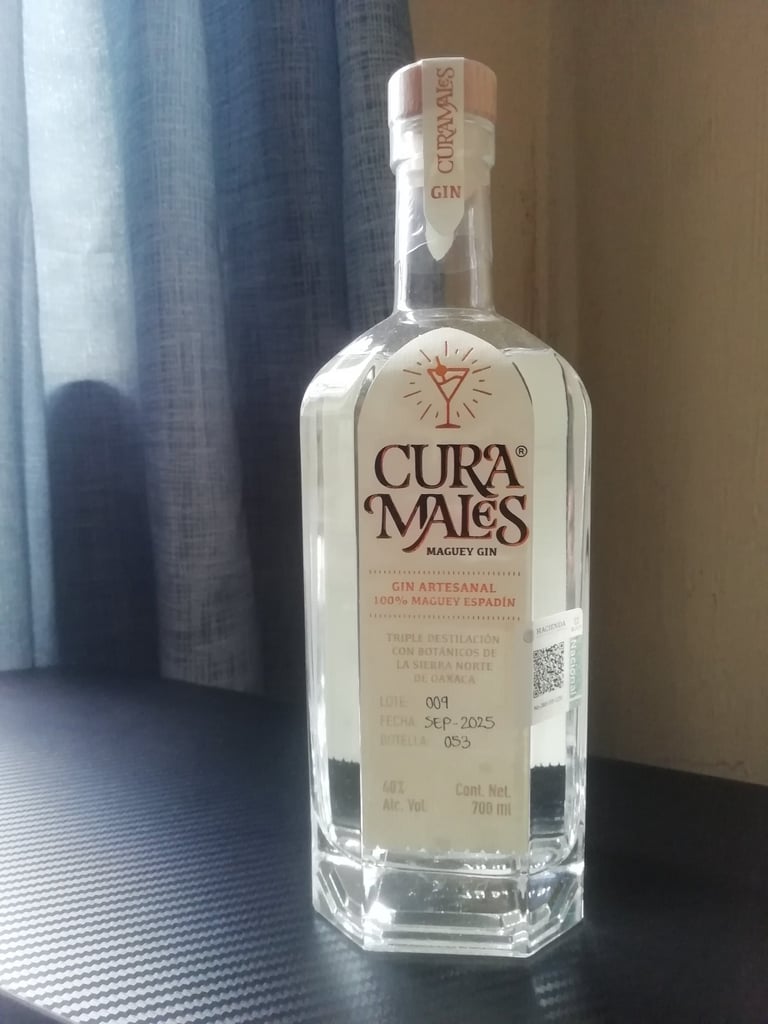 CURAMALES
GIN
CURA®
MALES
MAGUEY GIN
GIN ARTESANAL
100% MAGUEY ESPADÍN
TRIPLE DESTILACIÓN
CON BOTÁNICOS DE
LA SIERRA NORTE
DE OAXACA
LOTE: 009
FECHA: SEP-2025
BOTELLA: 053
40% Cont. Net.
Alc. Vol. 700 ml
HACIENDA
Nacional